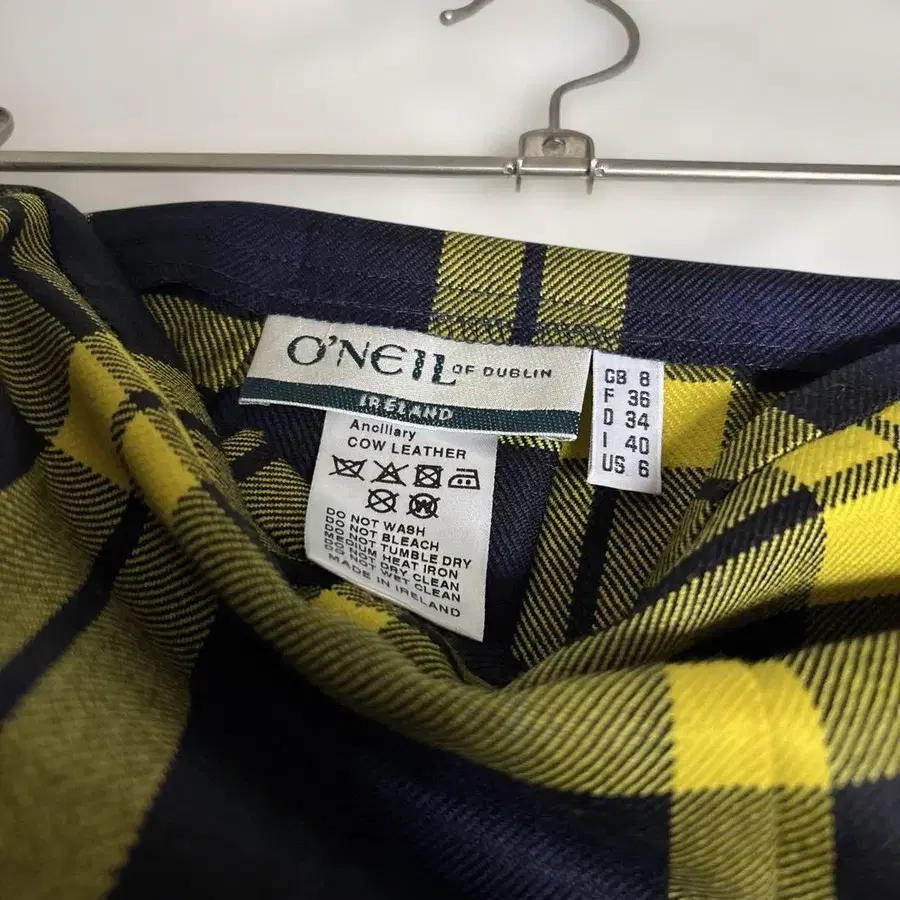 O'NEIL OF DUBLIN
IRELAND
Ancillary
COW LEATHER
DO NOT WASH
DO NOT BLEACH
DO NOT TUMBLE DRY
MEDIUM HEAT IRON
DO NOT DRY CLEAN
DO NOT WET CLEAN
MADE IN IRELAND
GB 8
F 36
D 34
I 40
US 6